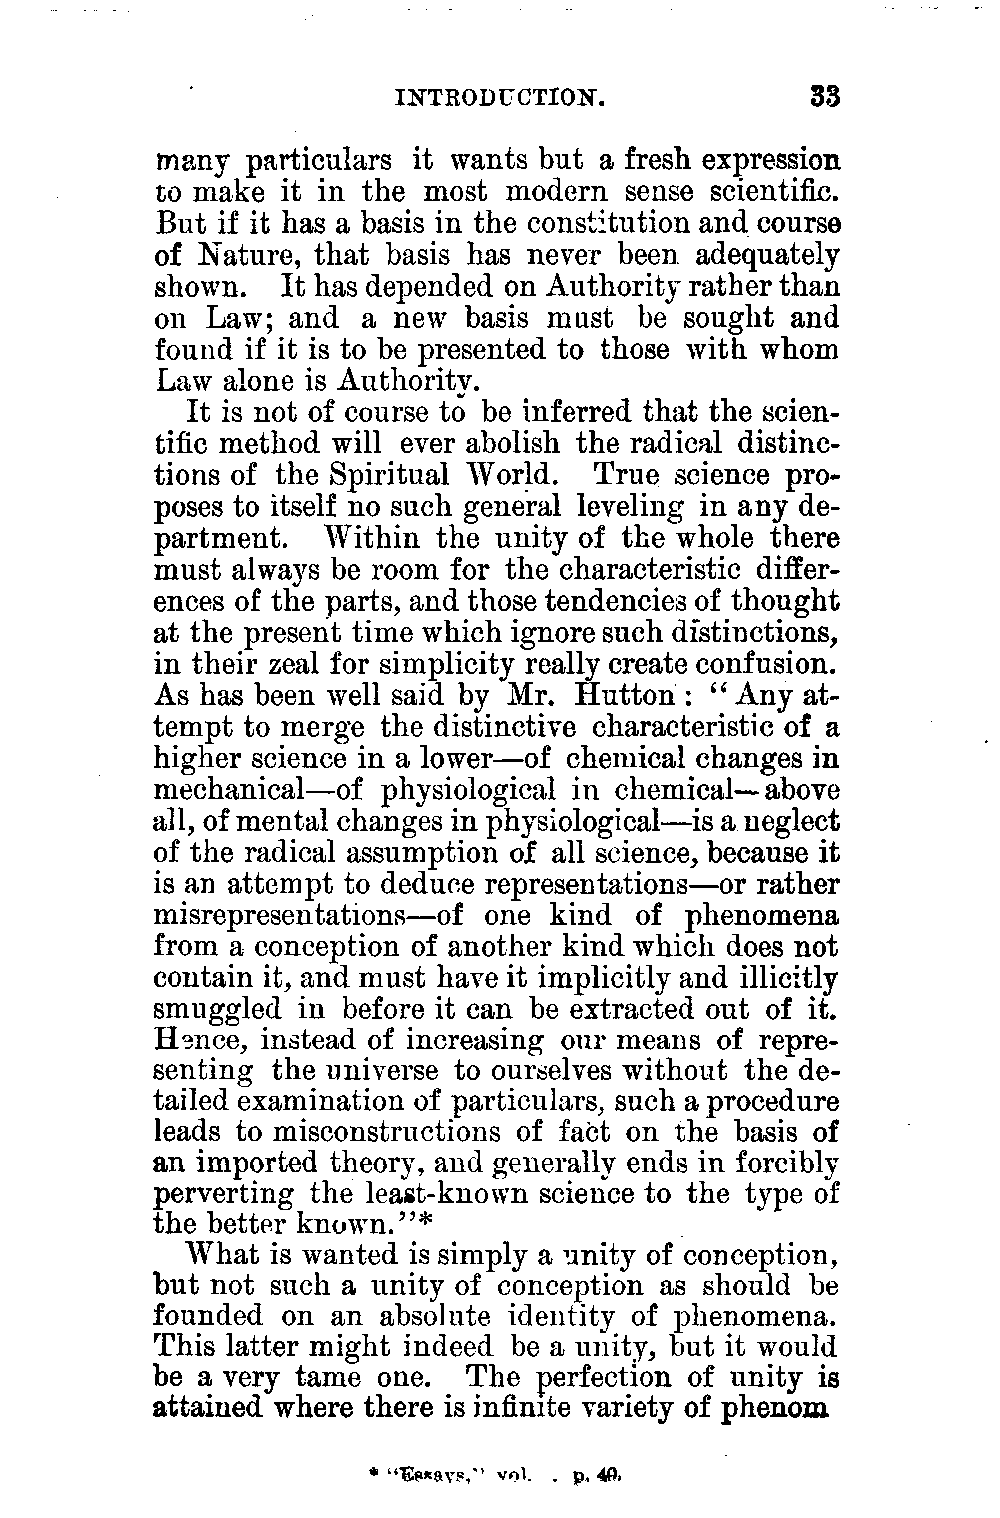 INTRODUCTION. 33
many particulars it wants but a fresh expression
to make it in the most modern sense scientific.
But if it has a basis in the constitution and course
of Nature, that basis has never been adequately
shown. It has depended on Authority rather than
on Law; and a new basis must be sought and
found if it is to be presented to those with whom
Law alone is Authority.
It is not of course to be inferred that the scien-
tific method will ever abolish the radical distinc-
tions of the Spiritual World. True science pro-
poses to itself no such general leveling in any de-
partment. Within the unity of the whole there
must always be room for the characteristic differ-
ences of the parts, and those tendencies of thought
at the present time which ignore such distinctions,
in their zeal for simplicity really create confusion.
As has been well said by Mr. Hutton: "Any at-
tempt to merge the distinctive characteristic of a
higher science in a lower—of chemical changes in
mechanical—of physiological in chemical—above
all, of mental changes in physiological—is a neglect
of the radical assumption of all science, because it
is an attempt to deduce representations—or rather
misrepresentations—of one kind of phenomena
from a conception of another kind which does not
contain it, and must have it implicitly and illicitly
smuggled in before it can be extracted out of it.
Hence, instead of increasing our means of repre-
senting the universe to ourselves without the de-
tailed examination of particulars, such a procedure
leads to misconstructions of fact on the basis of
an imported theory, and generally ends in forcibly
perverting the least-known science to the type of
the better known."*
What is wanted is simply a unity of conception,
but not such a unity of conception as should be
founded on an absolute identity of phenomena.
This latter might indeed be a unity, but it would
be a very tame one. The perfection of unity is
attained where there is infinite variety of phenom
* "Essays," vol. . p. 40.